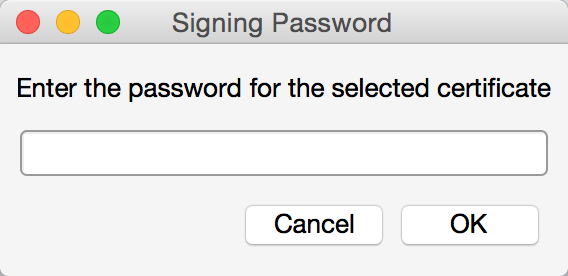 Signing Password
Enter the password for the selected certificate
Cancel
OK